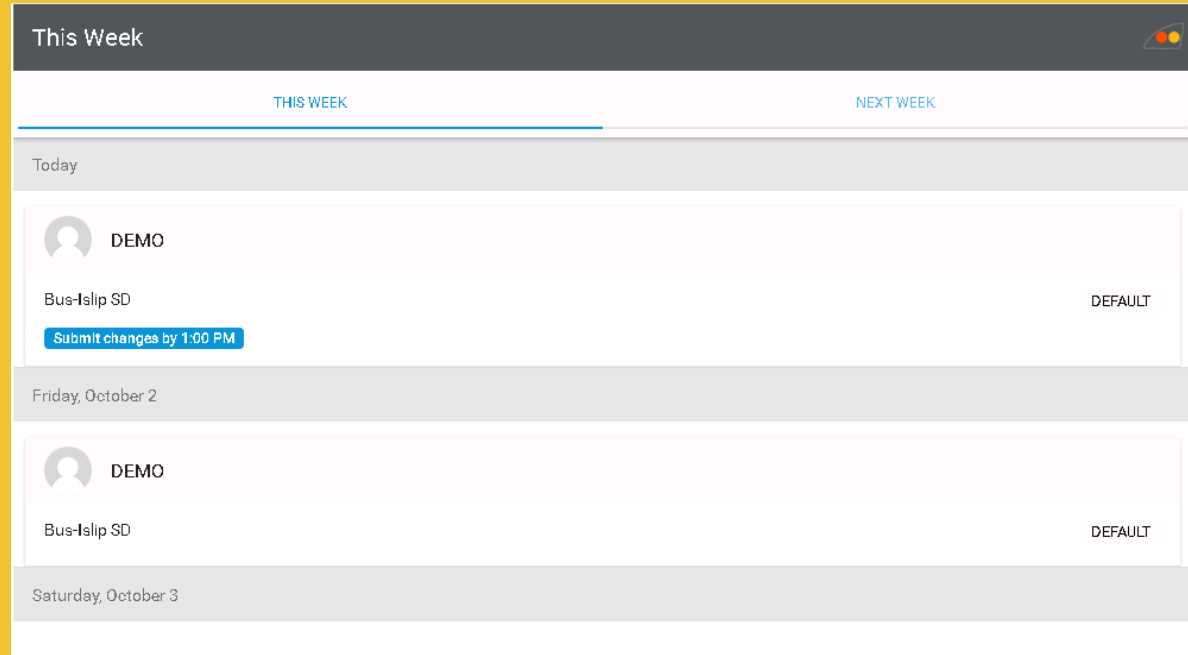 This Week
THIS WEEK
NEXT WEEK
Today
DEMO
Bus-Islip SD
DEFAULT
Submit changes by 1:00 PM
Friday, October 2
DEMO
Bus-Islip SD
DEFAULT
Saturday, October 3